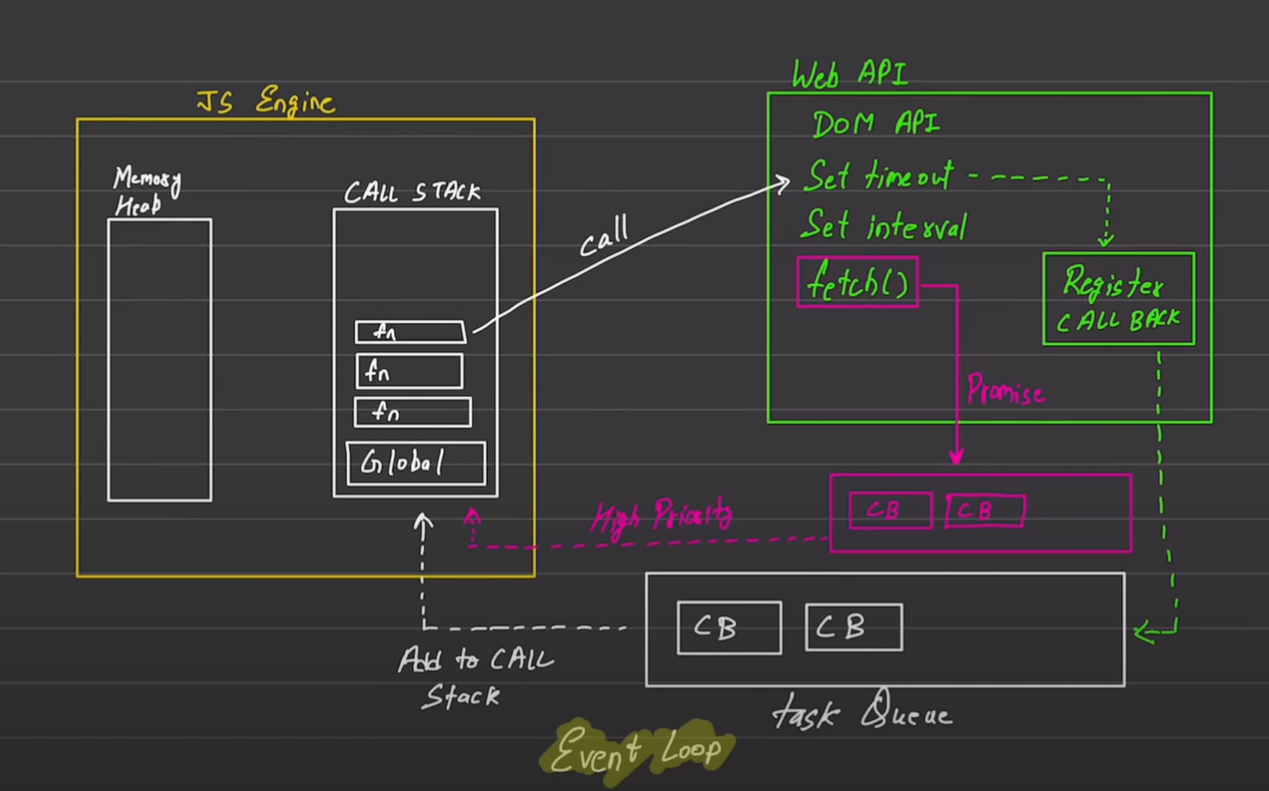 JS Engine
Memory
Heap
CALL STACK
fn
fn
fn
Global
call
Web API
DOM API
Set timeout
Set interval
fetch()
Register
CALL BACK
Promise
CB CB
High Priority
CB CB
Task Queue
Add to CALL
Stack
Event Loop